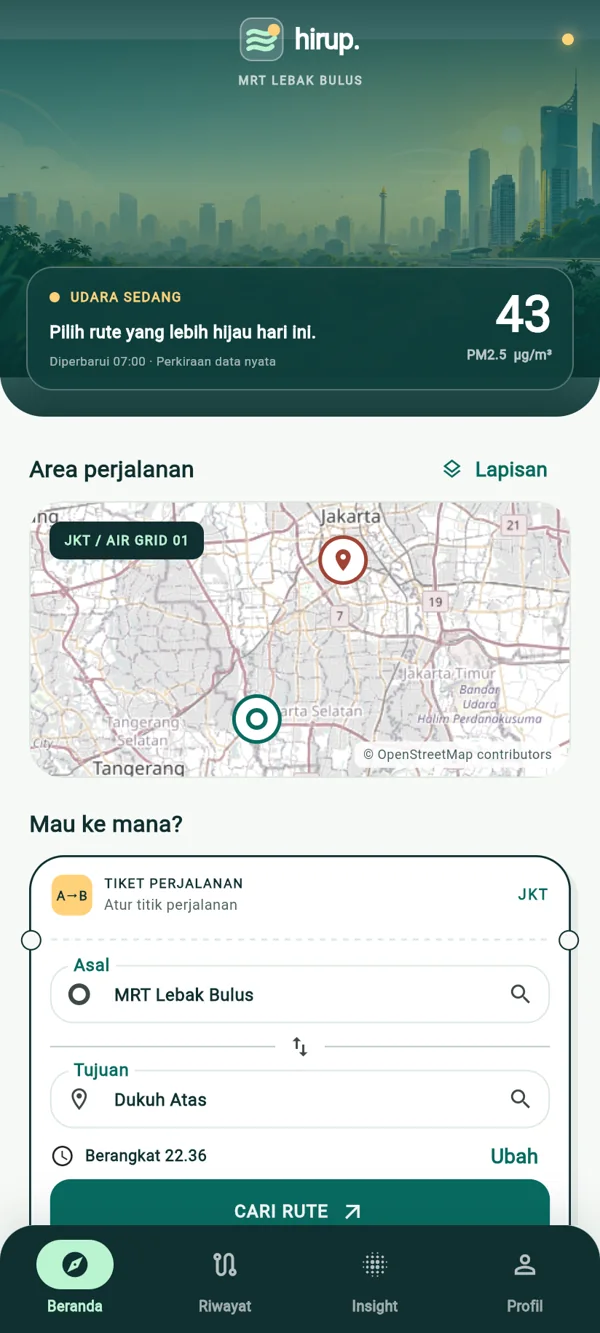 hirup.
MRT LEBAK BULUS
UDARA SEDANG
Pilih rute yang lebih hijau hari ini.
Diperbarui 07:00 · Perkiraan data nyata
43
PM2.5 µg/m³
Area perjalanan
Lapisan
ng
Jakarta
JKT / AIR GRID 01
21
19
7
Jakarta Timur
Bandar
Udara
Halim Perdanakusuma
arta Selatan
Tangerang
Selatan
City
Tangerang
© OpenStreetMap contributors
Mau ke mana?
A→B
TIKET PERJALANAN
Atur titik perjalanan
JKT
Asal
MRT Lebak Bulus
Tujuan
Dukuh Atas
Berangkat 22.36
Ubah
CARI RUTE
Beranda
Riwayat
Insight
Profil